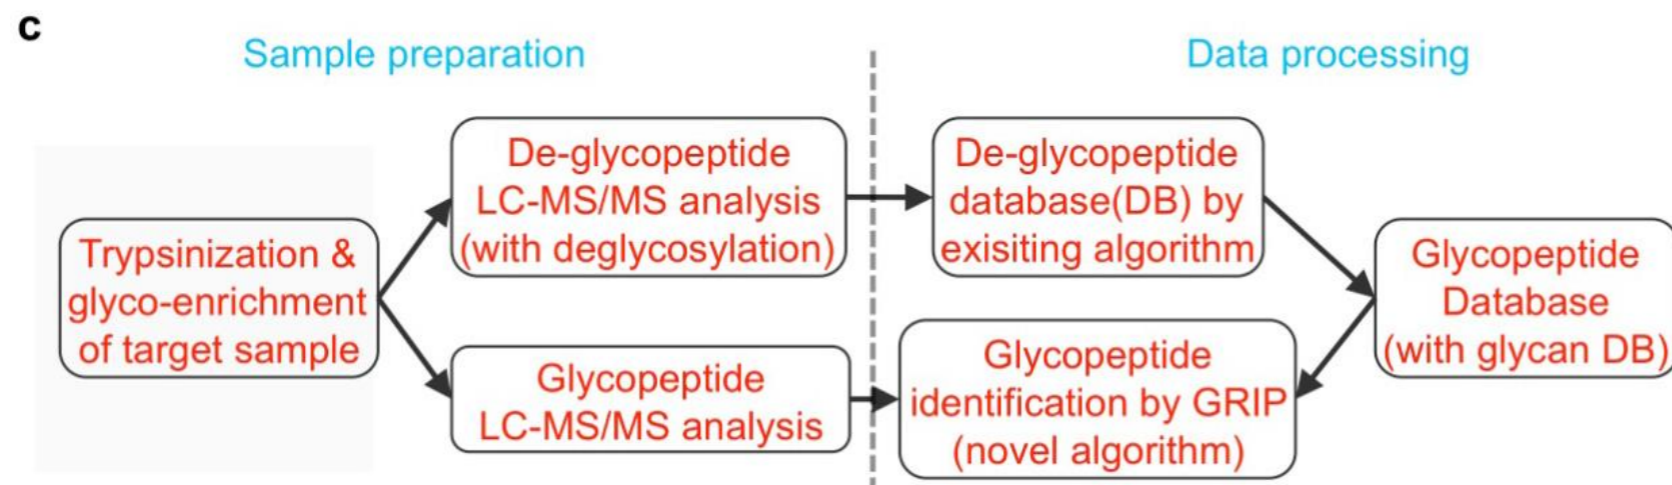 c
Sample preparation
Data processing
Trypsinization &
glyco-enrichment
of target sample
De-glycopeptide
LC-MS/MS analysis
(with deglycosylation)
Glycopeptide
LC-MS/MS analysis
De-glycopeptide
database(DB) by
exisiting algorithm
Glycopeptide
identification by GRIP
(novel algorithm)
Glycopeptide
Database
(with glycan DB)